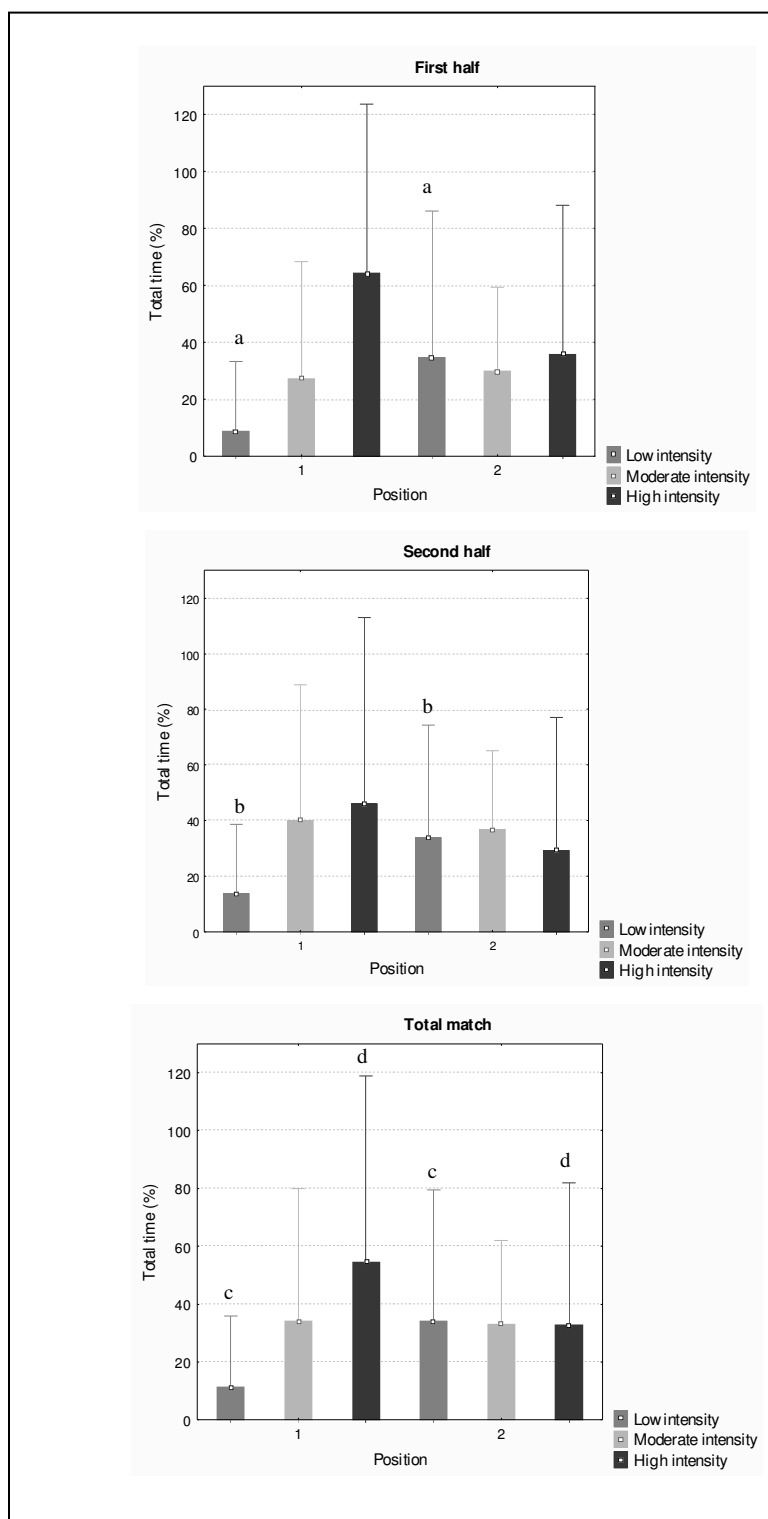 First half
120
100
a
80
60
Total time (%)
a
40
20
0
1 2
Position
Low intensity
Moderate intensity
High intensity
Second half
120
100
80
b
60
Total time (%)
b
40
20
0
1 2
Position
Low intensity
Moderate intensity
High intensity
Total match
d
120
100
c d
80
60
Total time (%)
c
40
20
0
1 2
Position
Low intensity
Moderate intensity
High intensity